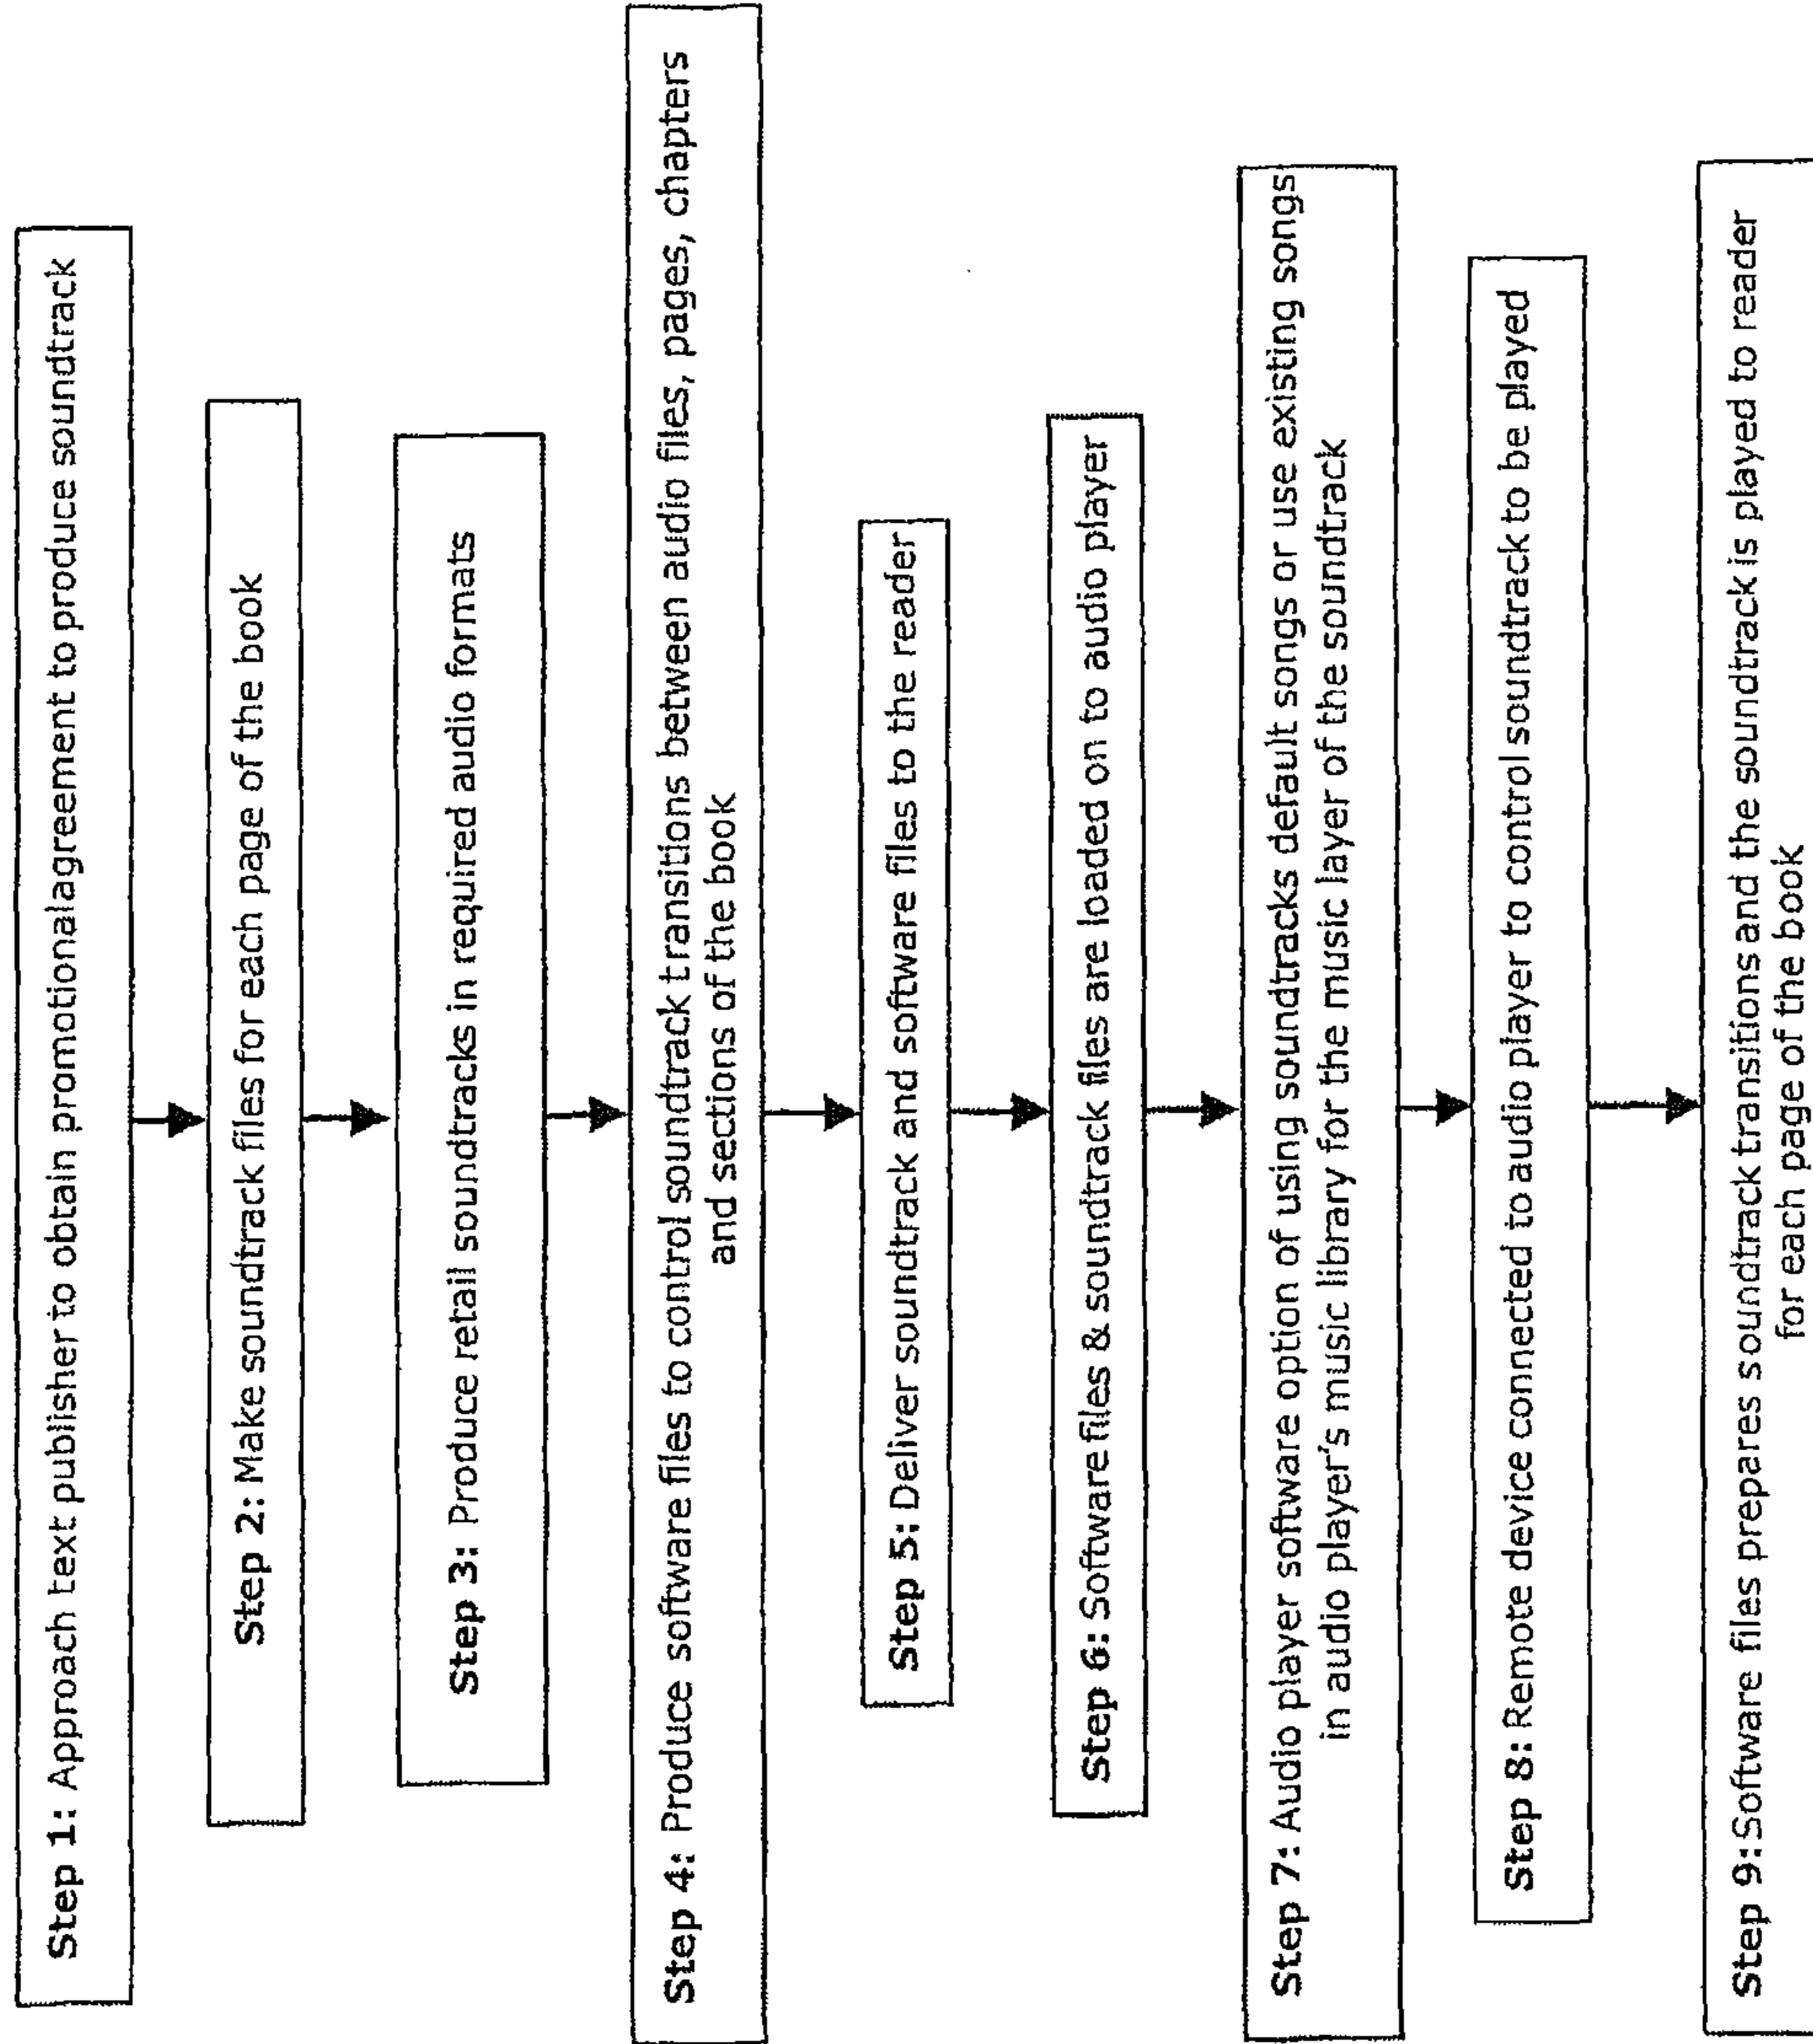 Step 1: Approach text publisher to obtain promotional agreement to produce soundtrack
Step 2: Make soundtrack files for each page of the book
Step 3: Produce retail soundtracks in required audio formats
Step 4: Produce software files to control soundtrack transitions between audio files, pages, chapters
and sections of the book
Step 5: Deliver soundtrack and software files to the reader
Step 6: Software files & soundtrack files are loaded on to audio player
Step 7: Audio player software option of using soundtracks default songs or use existing songs
in audio player's music library for the music layer of the soundtrack
Step 8: Remote device connected to audio player to control soundtrack to be played
Step 9: Software files prepares soundtrack transitions and the soundtrack is played to reader
for each page of the book